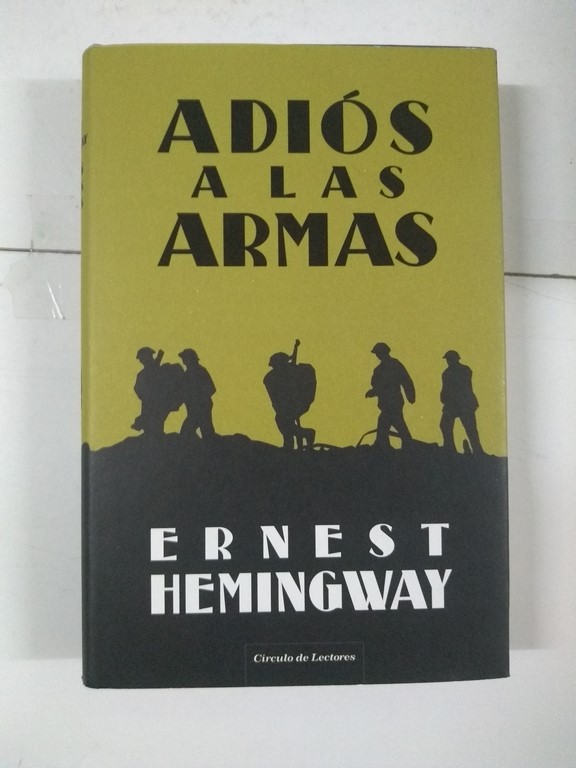 ADIÓS
A LAS
ARMAS
ERNEST
HEMINGWAY
Círculo de Lectores